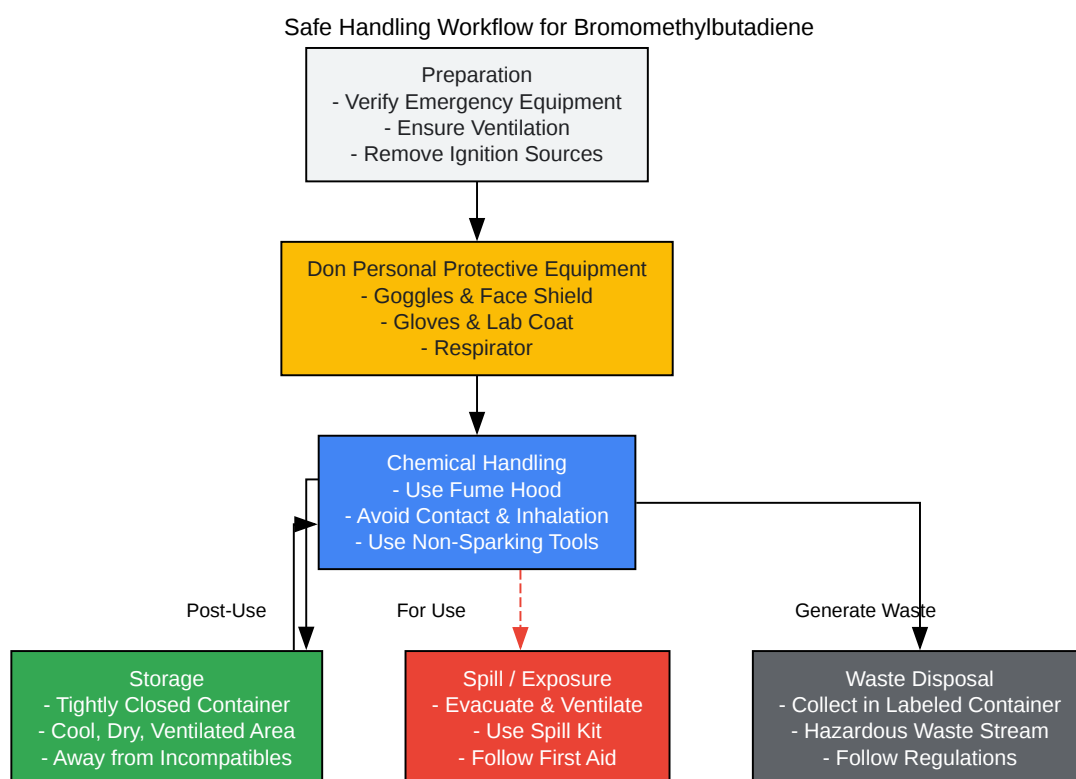 Safe Handling Workflow for Bromomethylbutadiene
Preparation
- Verify Emergency Equipment
- Ensure Ventilation
- Remove Ignition Sources
Don Personal Protective Equipment
- Goggles & Face Shield
- Gloves & Lab Coat
- Respirator
Chemical Handling
- Use Fume Hood
- Avoid Contact & Inhalation
- Use Non-Sparking Tools
Post-Use
For Use
Generate Waste
Storage
- Tightly Closed Container
- Cool, Dry, Ventilated Area
- Away from Incompatibles
Spill / Exposure
- Evacuate & Ventilate
- Use Spill Kit
- Follow First Aid
Waste Disposal
- Collect in Labeled Container
- Hazardous Waste Stream
- Follow Regulations